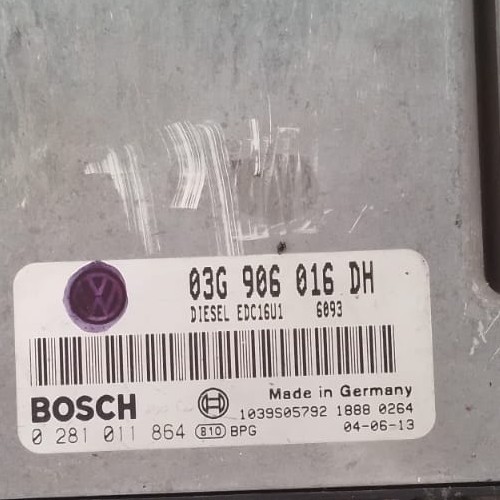 03G 906 016 DH
DIESEL EDC16U1 6093
Made in Germany
BOSCH
1039S05792 1888 0264
0 281 011 864 810 BPG 04-06-13